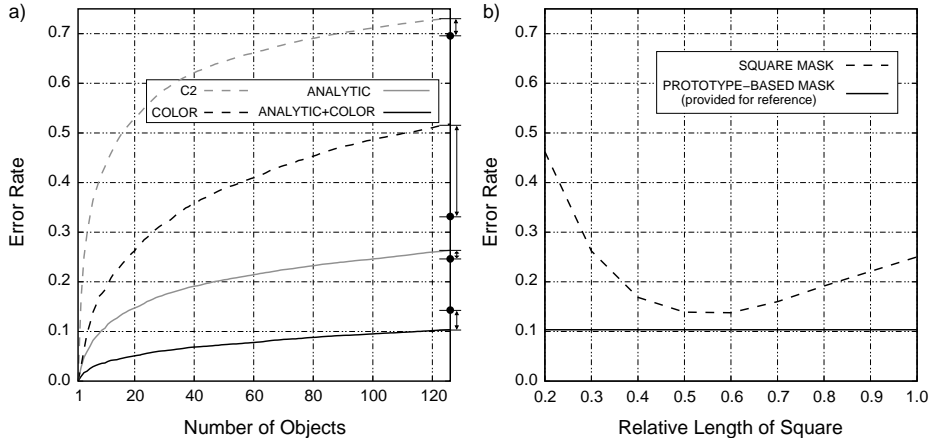 a)
0.7
0.6
0.5
0.4
0.3
0.2
0.1
0.0
Error Rate
C2
COLOR
ANALYTIC
ANALYTIC+COLOR
1 20 40 60 80 100 120
Number of Objects
b)
0.7
0.6
0.5
0.4
0.3
0.2
0.1
0.0
Error Rate
SQUARE MASK
PROTOTYPE−BASED MASK
(provided for reference)
0.2 0.3 0.4 0.5 0.6 0.7 0.8 0.9 1.0
Relative Length of Square